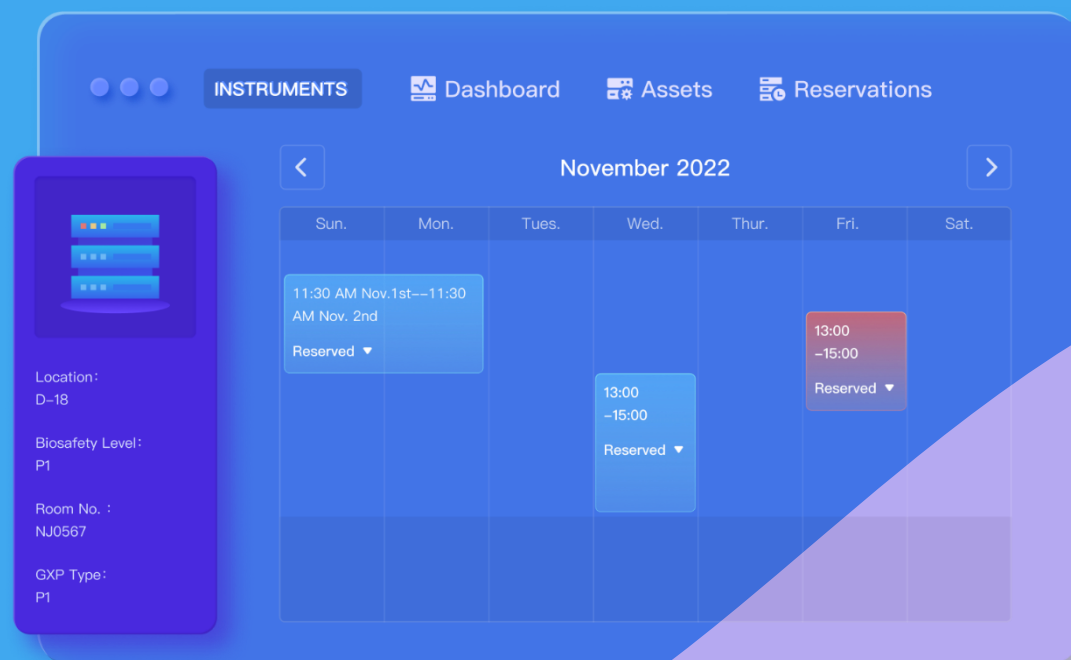 INSTRUMENTS
Dashboard
Assets
Reservations
November 2022
Sun.
Mon.
Tues.
Wed.
Thur.
Fri.
Sat.
11:30 AM Nov.1st--11:30
AM Nov. 2nd
Reserved
13:00
-15:00
Reserved
13:00
-15:00
Reserved
Location:
D-18
Biosafety Level:
P1
Room No. :
NJ0567
GXP Type:
P1